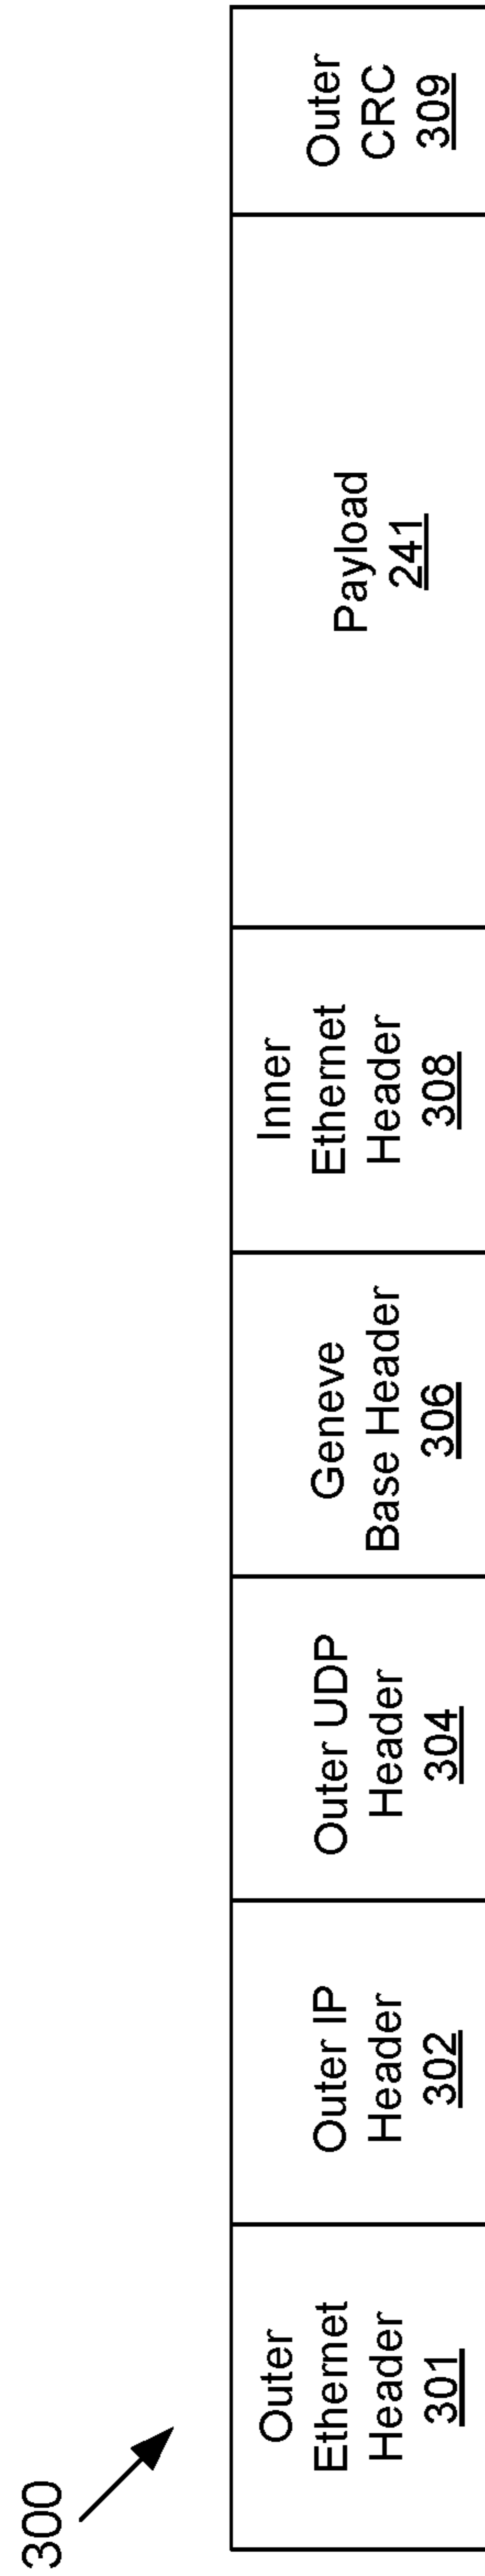 300
Outer
Ethernet
Header
301
Outer IP
Header
302
Outer UDP
Header
304
Geneve
Base Header
306
Inner
Ethernet
Header
308
Payload
241
Outer
CRC
309